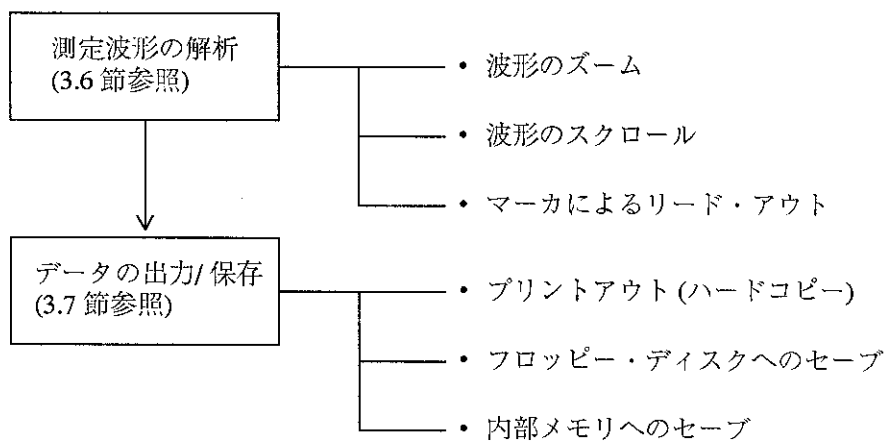 測定波形の解析
(3.6 節参照)
• 波形のズーム
• 波形のスクロール
• マーカによるリード・アウト
データの出力/ 保存
(3.7 節参照)
• プリントアウト (ハードコピー)
• フロッピー・ディスクへのセーブ
• 内部メモリへのセーブ